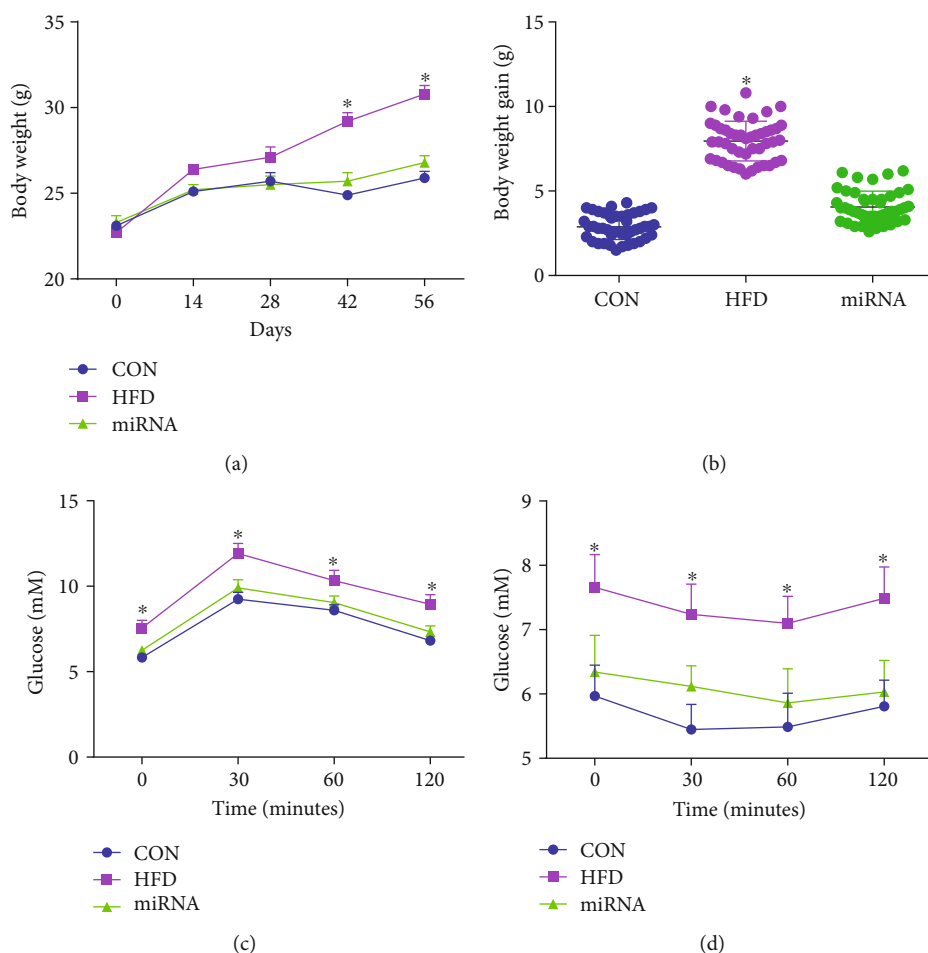 35
30
25
20
Body weight (g)
*
*
0 14 28 42 56
Days
CON
HFD
miRNA
(a)
15
10
5
0
Body weight gain (g)
*
CON HFD miRNA
(b)
15
10
5
0
Glucose (mM)
*
*
*
*
0 30 60 120
Time (minutes)
CON
HFD
miRNA
(c)
9
8
7
6
5
Glucose (mM)
*
*
*
*
0 30 60 120
Time (minutes)
CON
HFD
miRNA
(d)